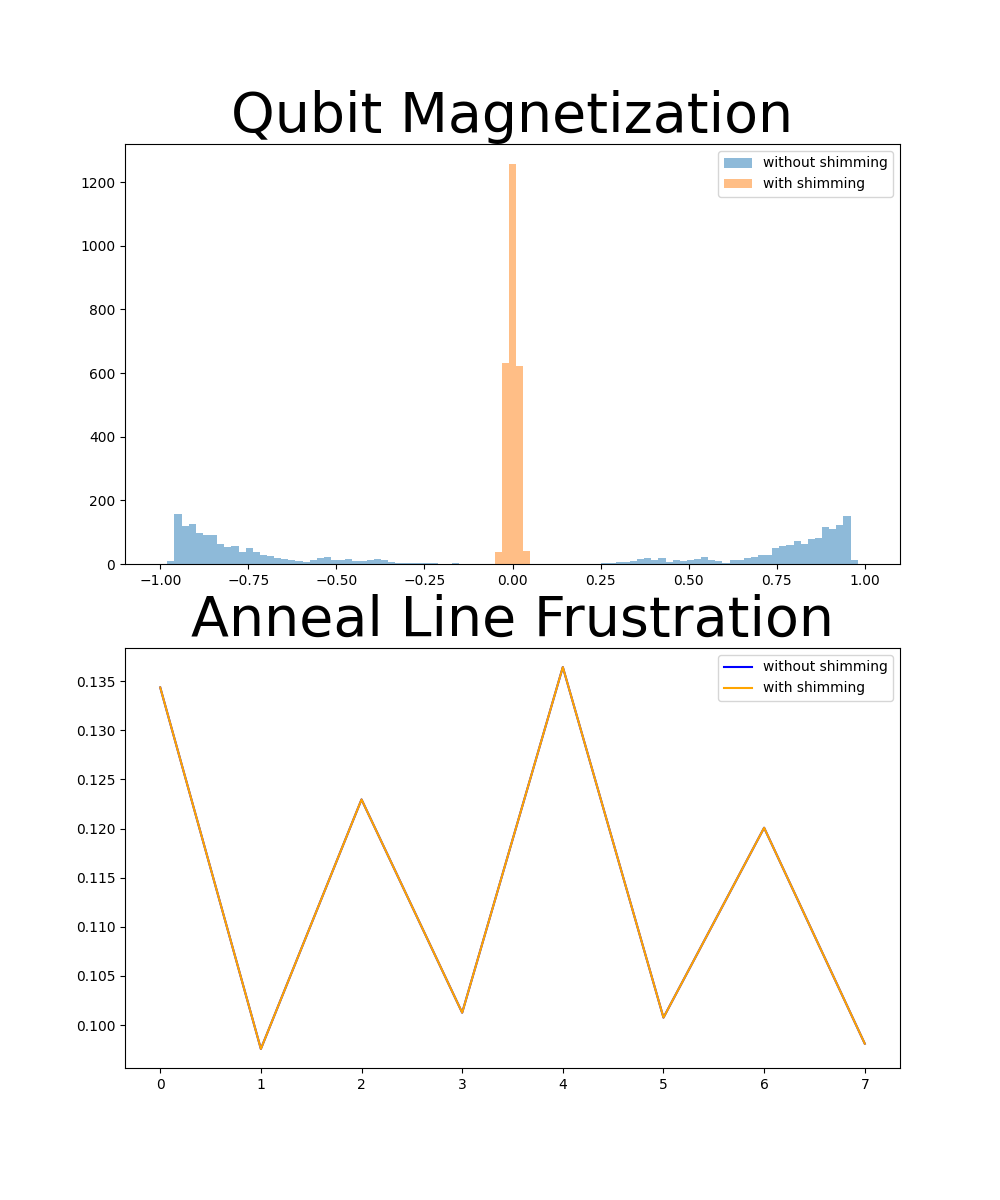 Qubit Magnetization
without shimming
with shimming
1200
1000
800
600
400
200
0
−1.00 −0.75 −0.50 −0.25 0.00 0.25 0.50 0.75 1.00
Anneal Line Frustration
without shimming
with shimming
0.135
0.130
0.125
0.120
0.115
0.110
0.105
0.100
0 1 2 3 4 5 6 7